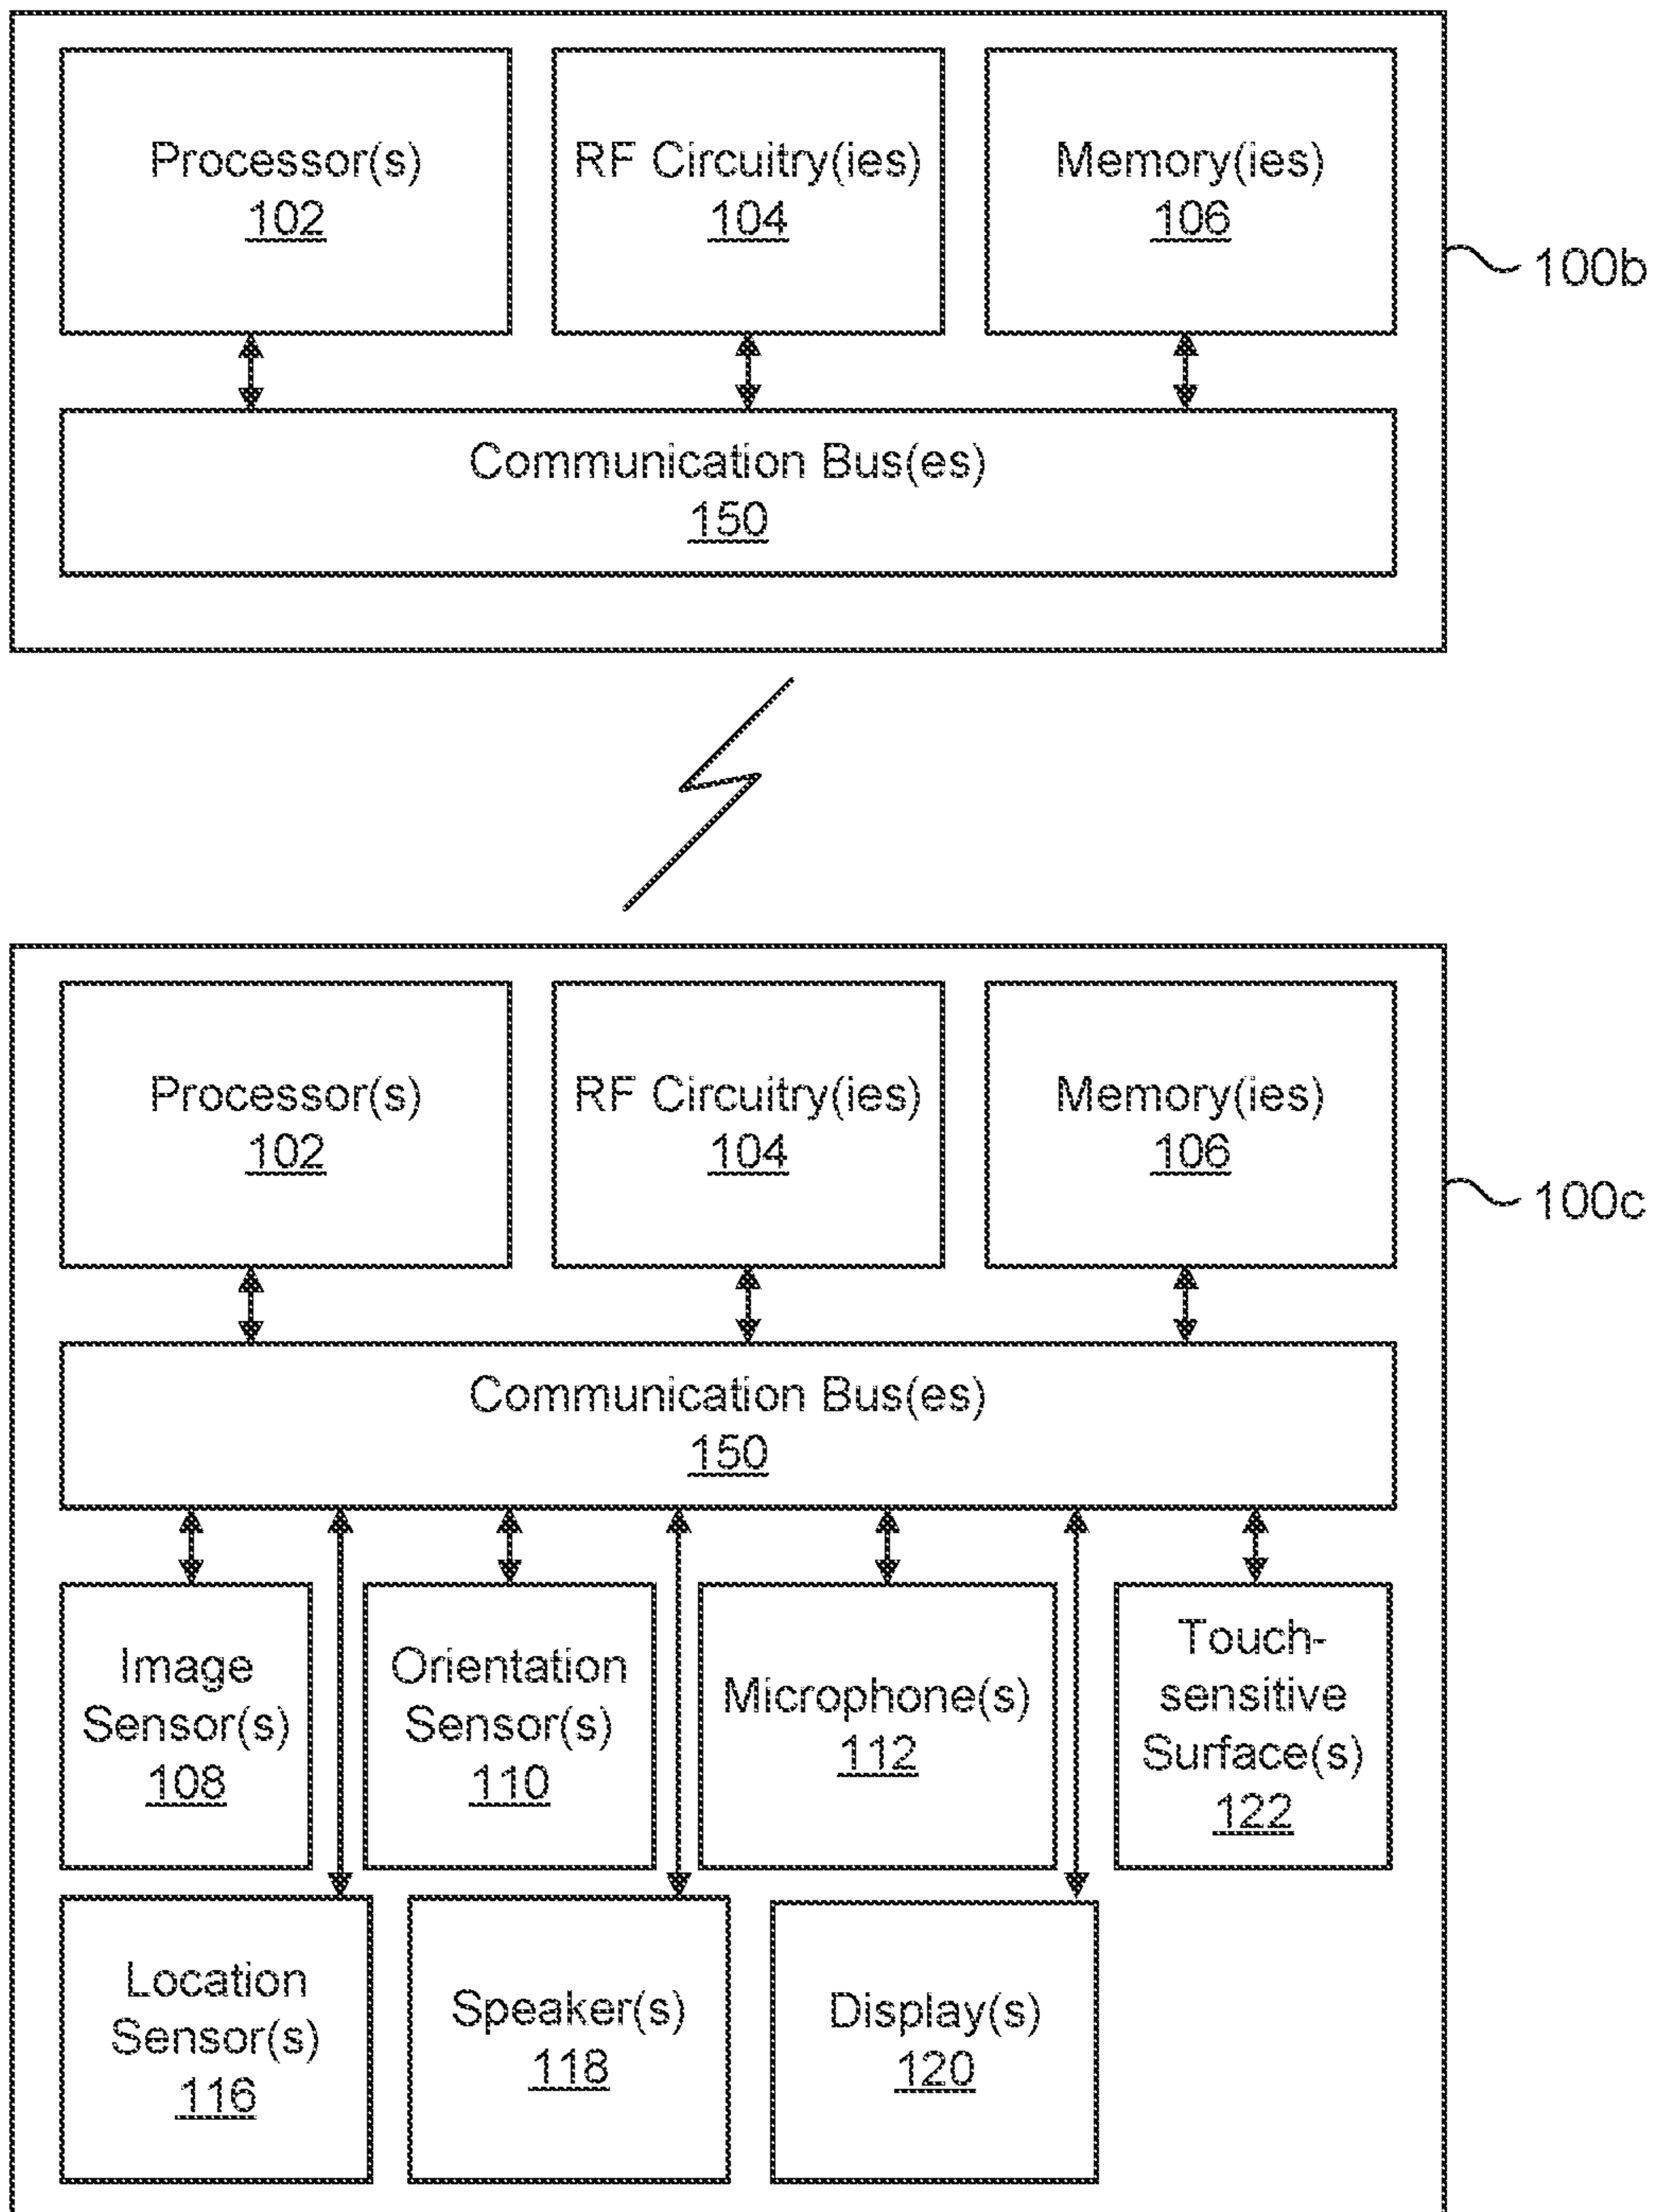 Processor(s)
102
RF Circuitry(ies)
104
Memory(ies)
106
100b
Communication Bus(es)
150
Processor(s)
102
RF Circuitry(ies)
104
Memory(ies)
106
100c
Communication Bus(es)
150
Image
Sensor(s)
108
Orientation
Sensor(s)
110
Microphone(s)
112
Touch-
sensitive
Surface(s)
122
Location
Sensor(s)
116
Speaker(s)
118
Display(s)
120